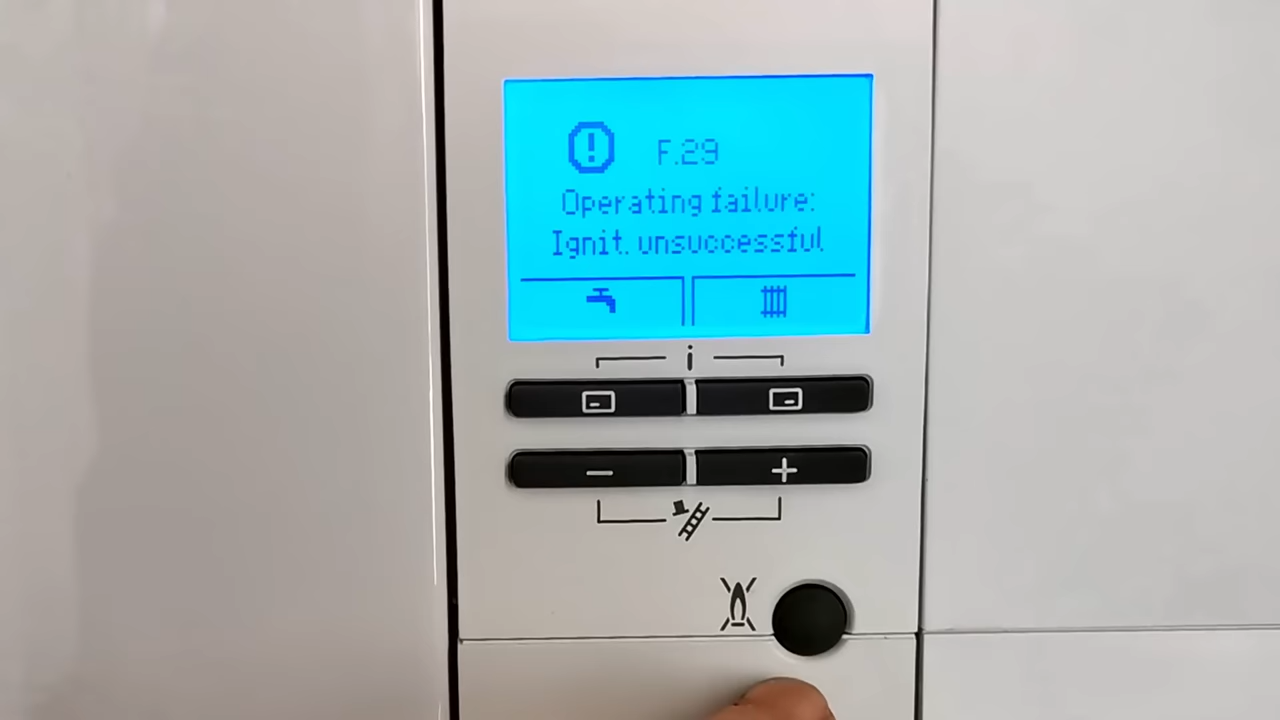 F.29
Operating failure:
Ignit. unsuccessful
i
− +